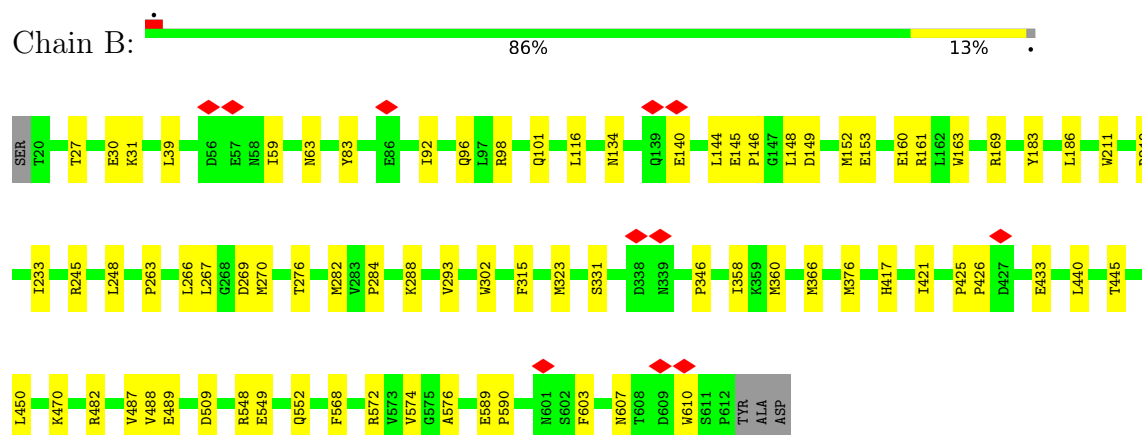 Chain B:
86% 13%
SER T20 T27 E30 K31 L39 D56 E57 N58 I59 N63 Y83 E86 I92 Q96 L97 R98 Q101 L116 N134 Q139 E140 L144 E145 P146 G147 L148 D149 M152 E153 E160 R161 L162 W163 R169 Y183 L186 W211
I233 R245 L248 P263 L266 L267 G268 D269 M270 T276 M282 V283 P284 K288 V293 W302 F315 M323 S331 D338 N339 P346 I358 K359 M360 M366 M376 H417 I421 P425 P426 D427 E433 L440 T445
L450 K470 R482 V487 V488 E489 D509 R548 E549 Q552 F568 R572 V573 V574 G575 A576 E589 P590 N601 S602 F603 N607 T608 D609 W610 S611 P612 TYR ALA ASP